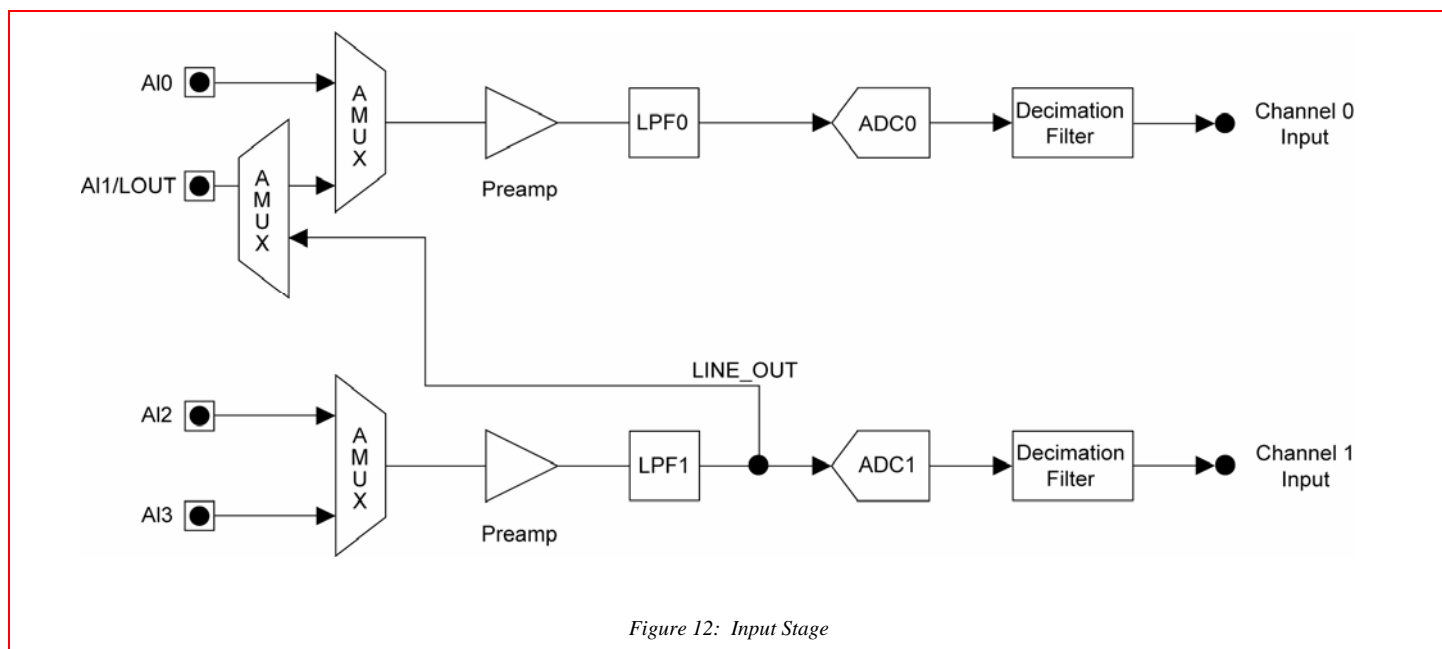 AI0
A
M
U
X
Preamp
LPF0
ADC0
Decimation
Filter
Channel 0
Input
AI1/LOUT
A
M
U
X
LINE_OUT
AI2
AI3
A
M
U
X
Preamp
LPF1
ADC1
Decimation
Filter
Channel 1
Input
Figure 12: Input Stage